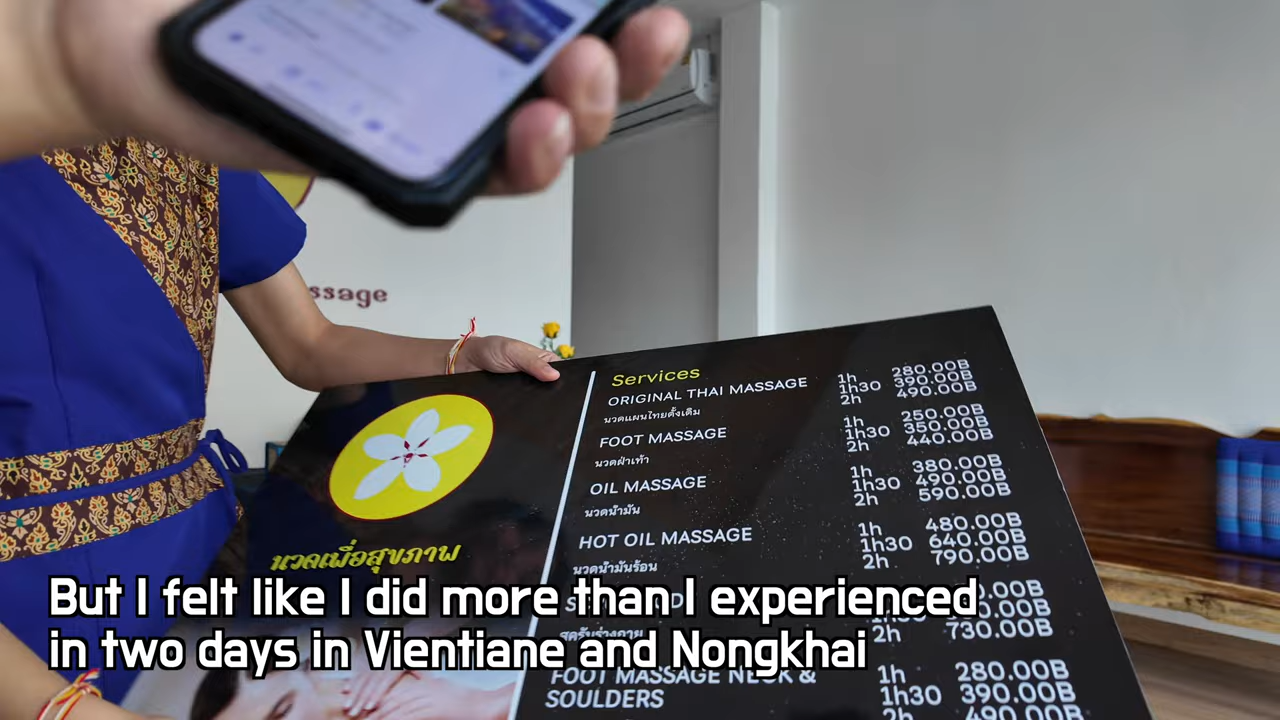 ssage
Services
ORIGINAL THAI MASSAGE
นวดแผนไทยดั้งเดิม
1h 280.00B
1h30 390.00B
2h 490.00B
FOOT MASSAGE
นวดฝ่าเท้า
1h 250.00B
1h30 350.00B
2h 440.00B
OIL MASSAGE
นวดน้ำมัน
1h 380.00B
1h30 490.00B
2h 590.00B
HOT OIL MASSAGE
นวดน้ำมันร้อน
1h 480.00B
1h30 640.00B
2h 790.00B
2h 730.00B
FOOT MASSAGE NECK &
SOULDERS
1h 280.00B
1h30 390.00B
2h 490.00B
นวดเพื่อสุขภาพ
But I felt like I did more than I experienced
in two days in Vientiane and Nongkhai